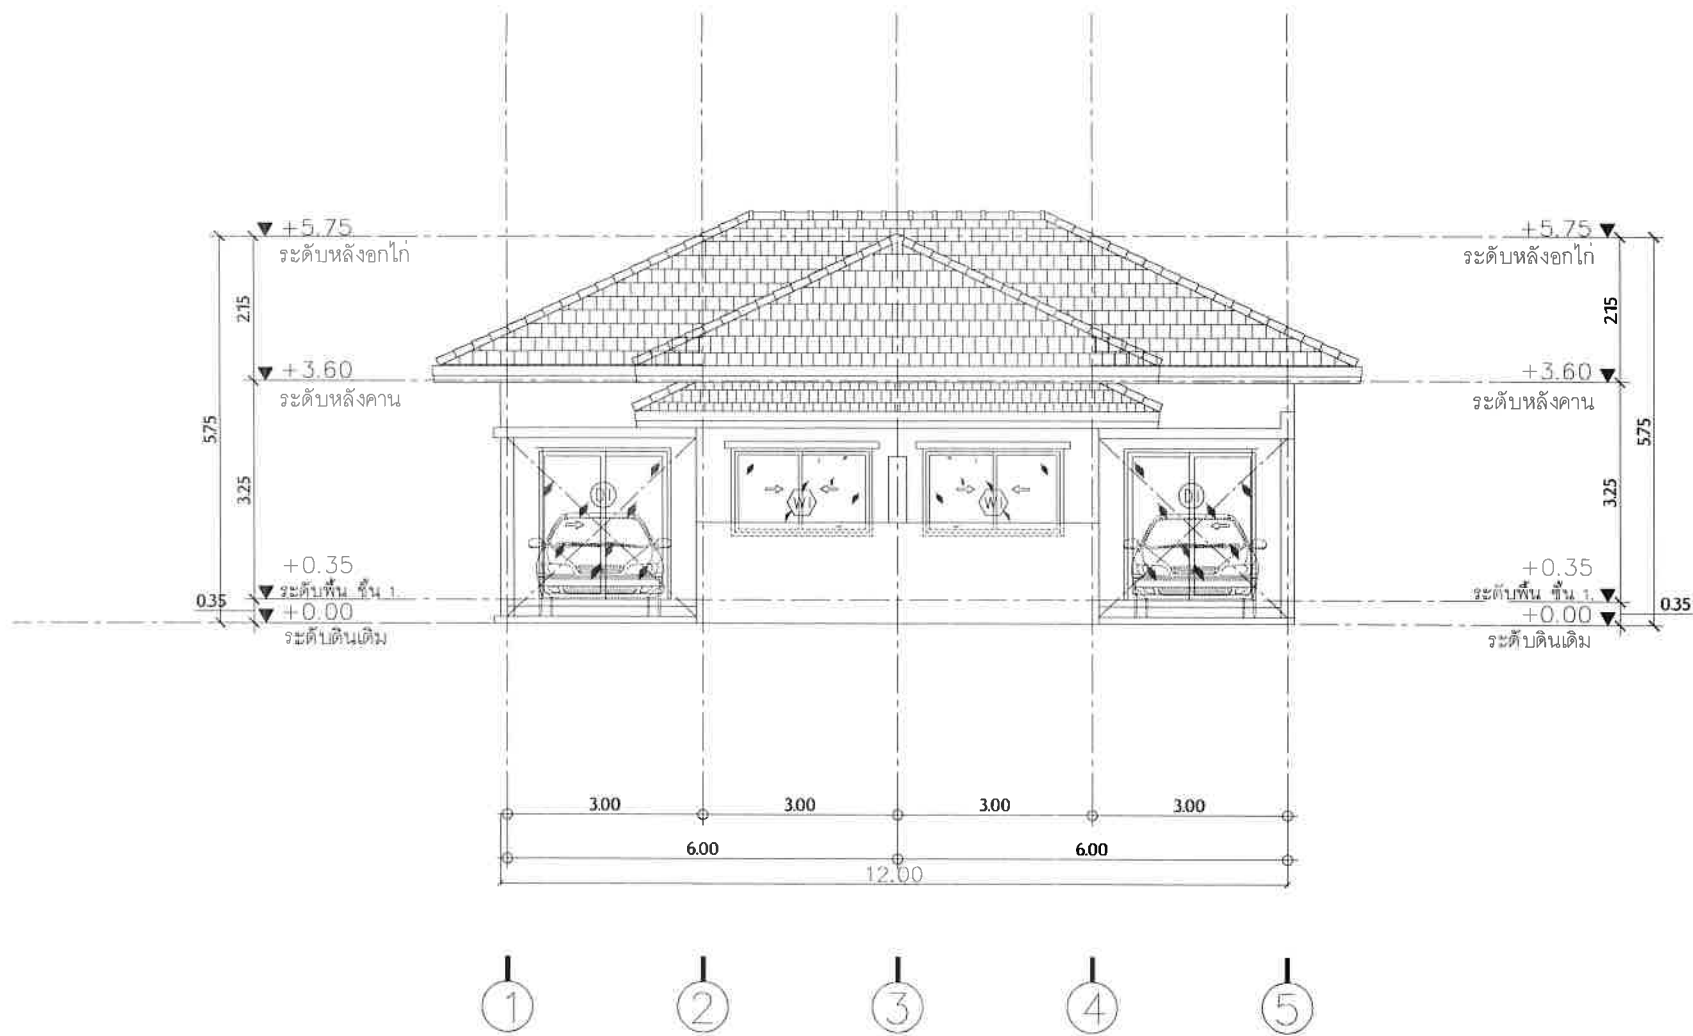 +5.75
ระดับหลังอกไก่
+5.75
ระดับหลังอกไก่
2.15
2.15
+3.60
ระดับหลังคาน
+3.60
ระดับหลังคาน
5.75
5.75
3.25
3.25
D1
W1
W1
D1
+0.35
ระดับพื้น ชั้น 1.
+0.35
ระดับพื้น ชั้น 1.
0.35
0.35
+0.00
ระดับดินเดิม
+0.00
ระดับดินเดิม
3.00 3.00 3.00 3.00
6.00 6.00
12.00
1 2 3 4 5